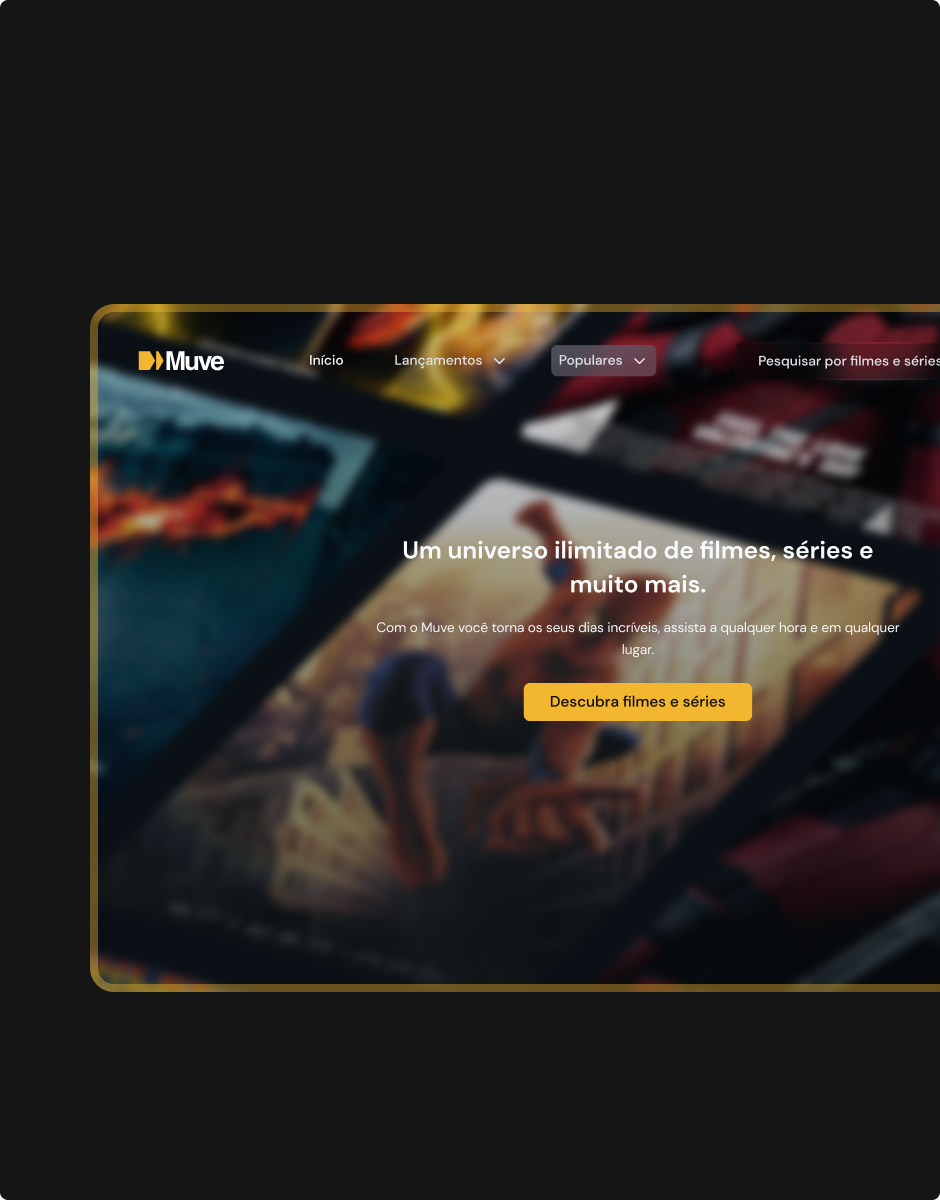 Muve
Início
Lançamentos
Populares
Pesquisar por filmes e séries
Um universo ilimitado de filmes, séries e
muito mais.
Com o Muve você torna os seus dias incríveis, assista a qualquer hora e em qualquer
lugar.
Descubra filmes e séries